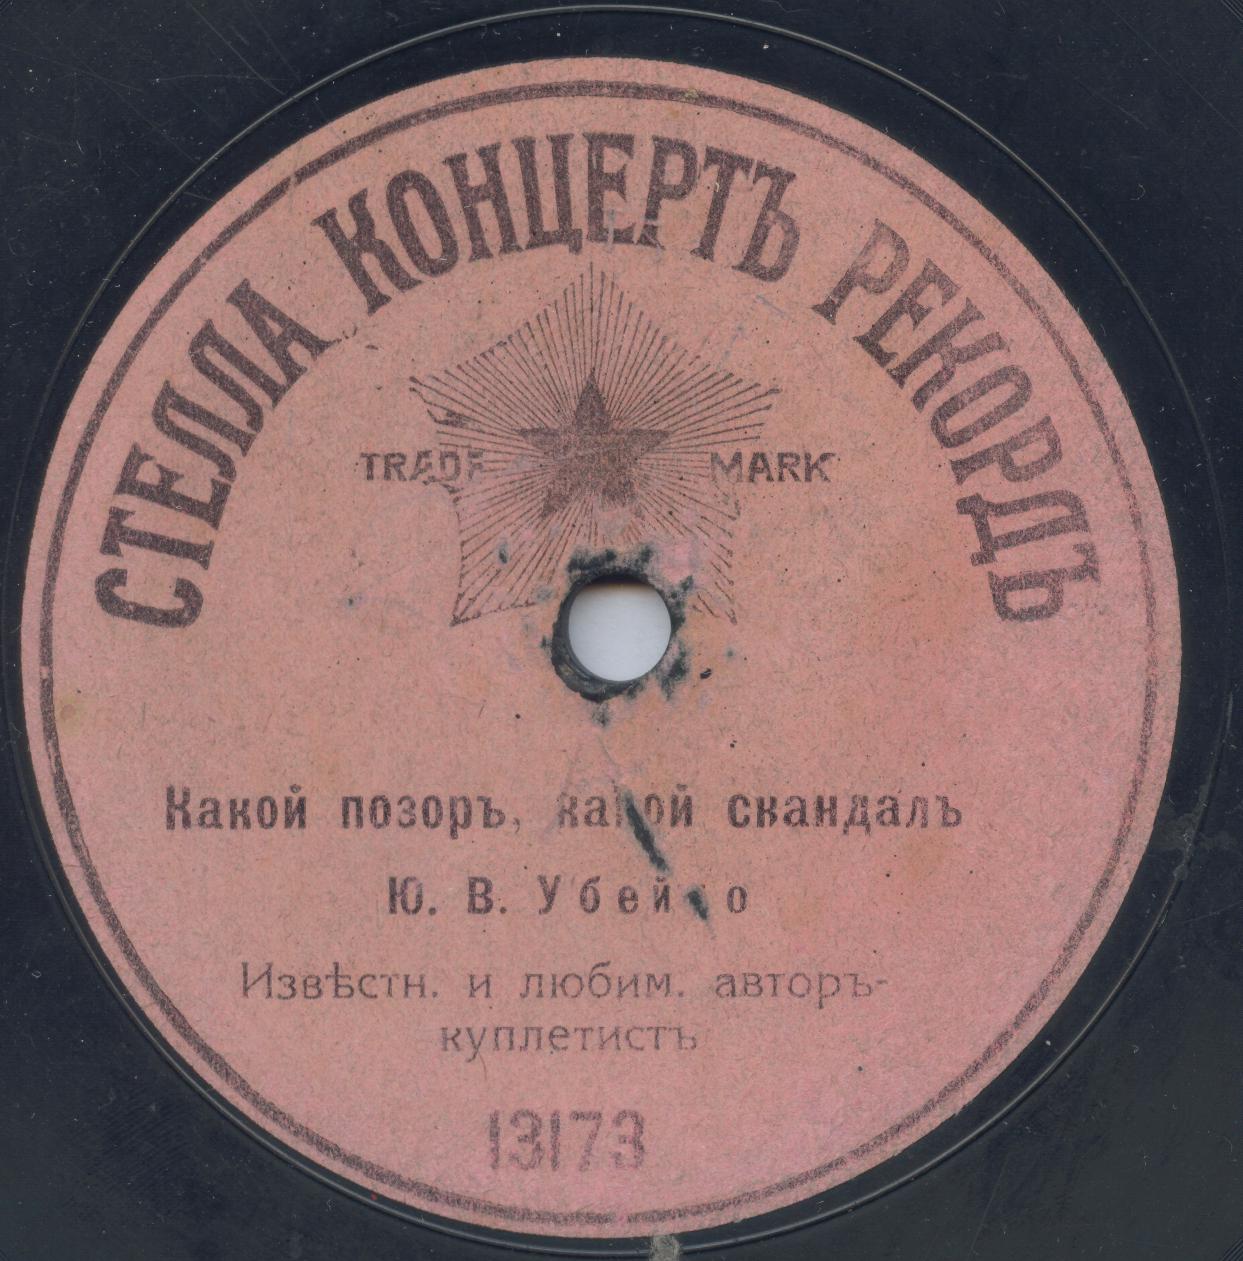 СТЕЛЛА КОНЦЕРТЪ РЕКОРДЪ
TRADE MARK
Какой позоръ, какой скандалъ
Ю. В. Убейко
Извѣстн. и любим. авторъ-
куплетистъ
13173